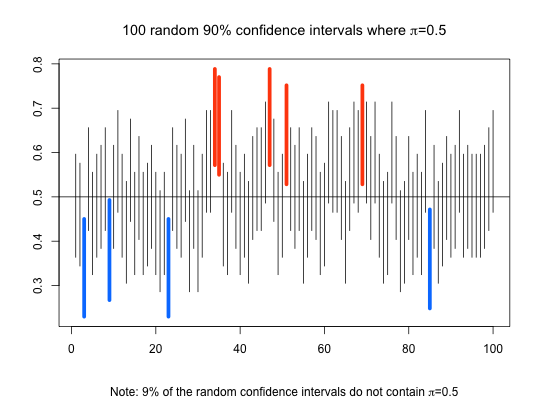 100 random 90% confidence intervals where π=0.5
0.8
0.7
0.6
0.5
0.4
0.3
0 20 40 60 80 100
Note: 9% of the random confidence intervals do not contain π=0.5